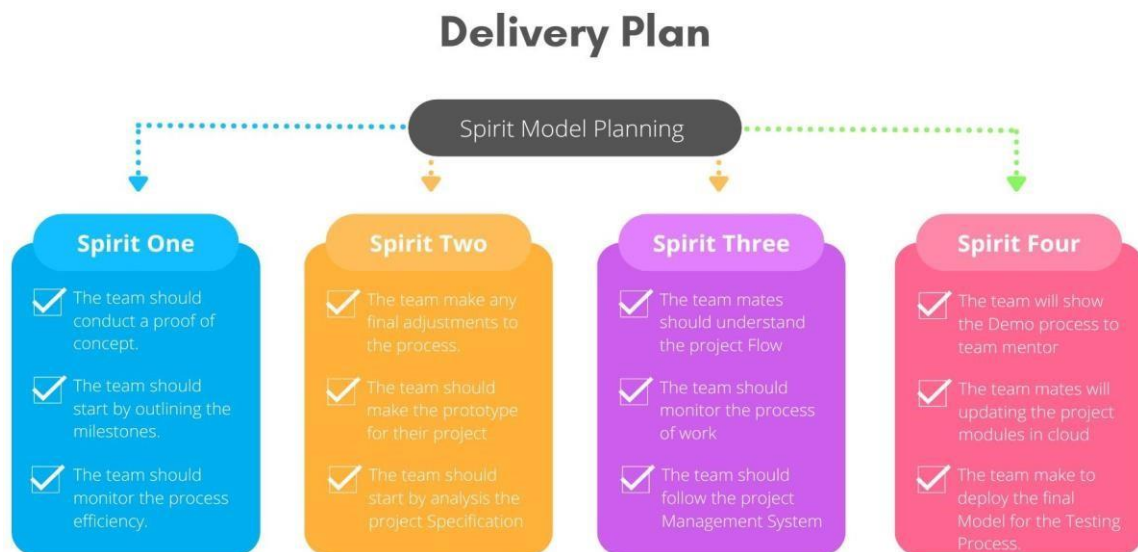 Delivery Plan
Spirit Model Planning
Spirit One
The team should
conduct a proof of
concept.
The team should
start by outlining the
milestones.
The team should
monitor the process
efficiency.
Spirit Two
The team make any
final adjustments to
the process.
The team should
make the prototype
for their project
The team should
start by analysis the
project Specification
Spirit Three
The team mates
should understand
the project Flow
The team should
monitor the process
of work
The team should
follow the project
Management System
Spirit Four
The team will show
the Demo process to
team mentor
The team mates will
updating the project
modules in cloud
The team make to
deploy the final
Model for the Testing
Process.